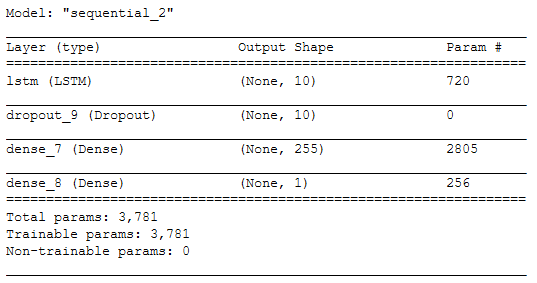 Model: "sequential_2"
Layer (type) Output Shape Param #
lstm (LSTM) (None, 10) 720
dropout_9 (Dropout) (None, 10) 0
dense_7 (Dense) (None, 255) 2805
dense_8 (Dense) (None, 1) 256
Total params: 3,781
Trainable params: 3,781
Non-trainable params: 0